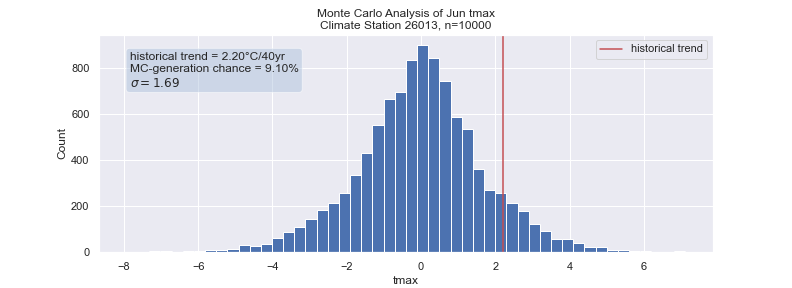 Monte Carlo Analysis of Jun tmax
Climate Station 26013, n=10000
historical trend = 2.20°C/40yr
MC-generation chance = 9.10%
σ = 1.69
historical trend
Count
800
600
400
200
0
−8 −6 −4 −2 0 2 4 6
tmax